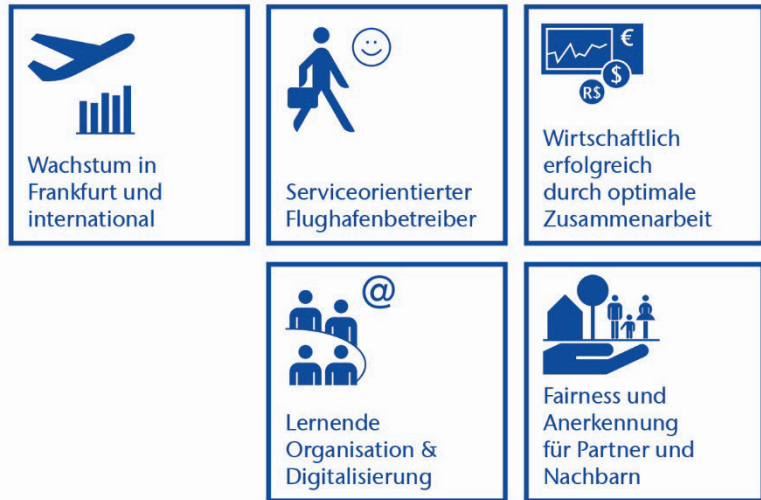 Wachstum in
Frankfurt und
international
Serviceorientierter
Flughafenbetreiber
€
$
R$
Wirtschaftlich
erfolgreich
durch optimale
Zusammenarbeit
@
Lernende
Organisation &
Digitalisierung
Fairness und
Anerkennung
für Partner und
Nachbarn